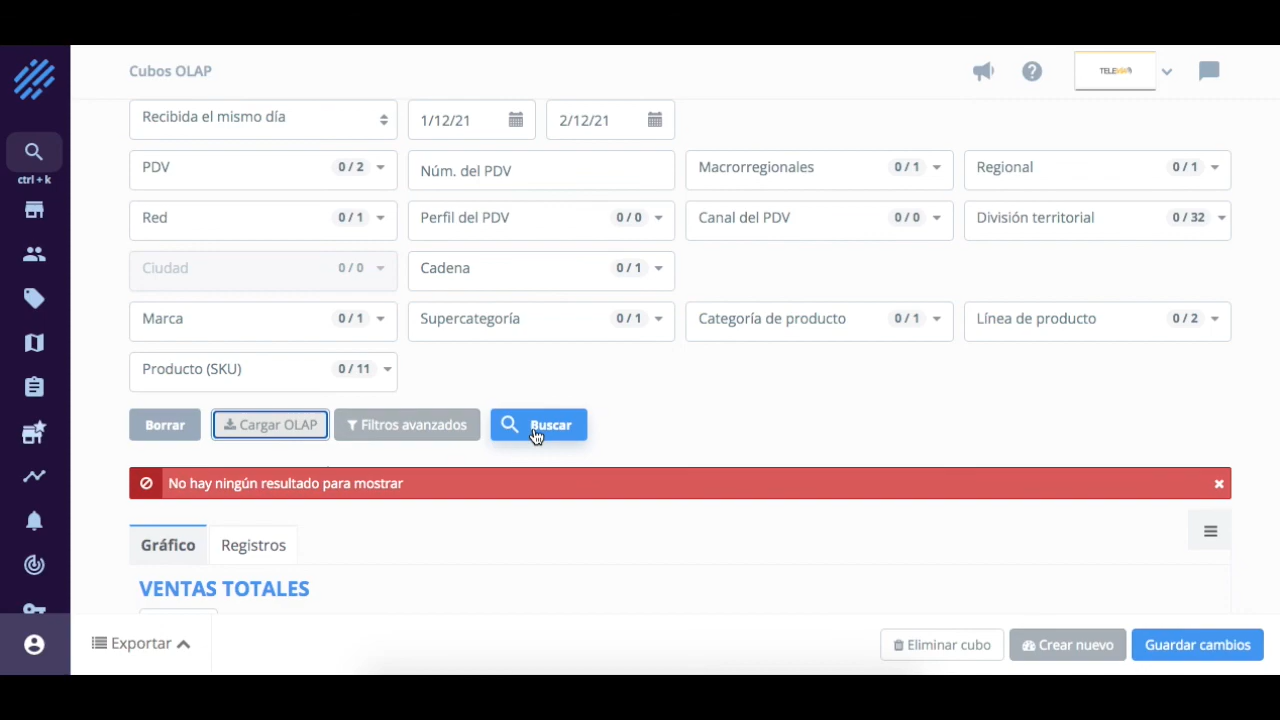 Cubos OLAP
TELE
ctrl + k
Recibida el mismo día 1/12/21 2/12/21
PDV 0 / 2 Núm. del PDV Macrorregionales 0 / 1 Regional 0 / 1
Red 0 / 1 Perfil del PDV 0 / 0 Canal del PDV 0 / 0 División territorial 0 / 32
Ciudad 0 / 0 Cadena 0 / 1
Marca 0 / 1 Supercategoría 0 / 1 Categoría de producto 0 / 1 Línea de producto 0 / 2
Producto (SKU) 0 / 11
Borrar Cargar OLAP Filtros avanzados Buscar
No hay ningún resultado para mostrar
Gráfico Registros
VENTAS TOTALES
Exportar Eliminar cubo Crear nuevo Guardar cambios